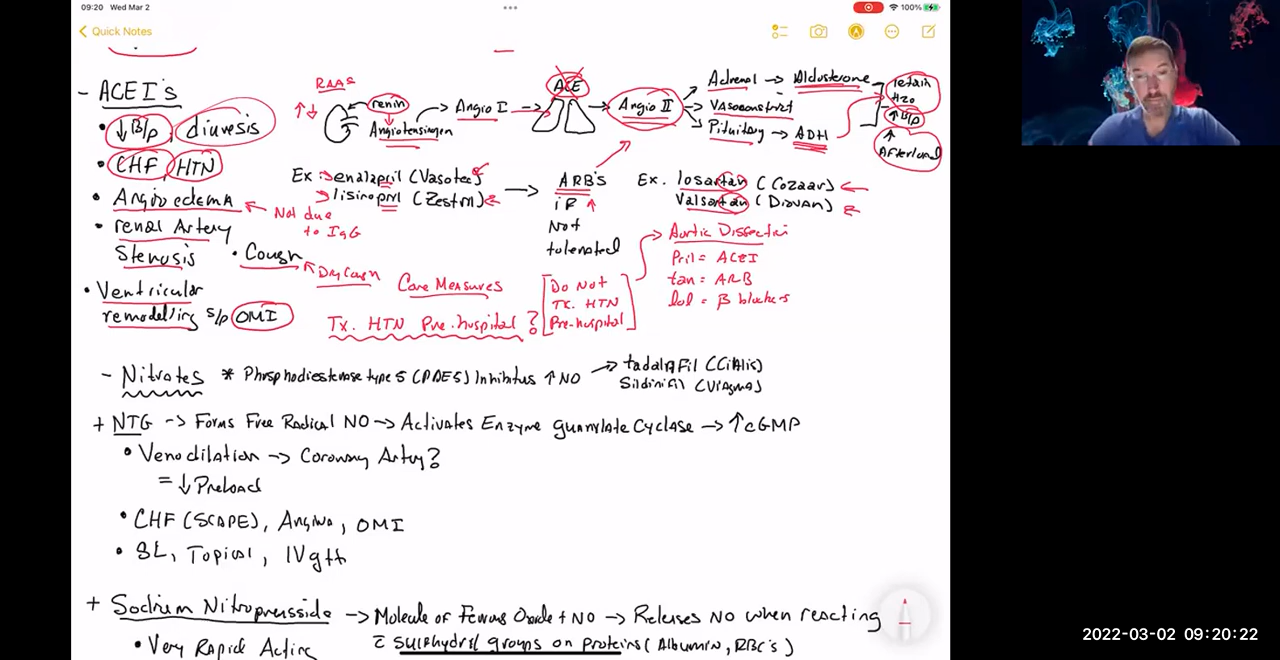 09:20 Wed Mar 2
100%
Quick Notes
- ACEI's
• ↓B/p, diuresis
• CHF, HTN
• Angioedema
Not due
to IgG
• renal Artery
Stenosis
• Cough
Dry Cough
• Ventricular
remodelling s/p OMI
RAAS
↑↓
renin
Angiotensinogen
→ Angio I →
ACE
→ Angio II
Adrenal → Aldosterone
Vasoconstrict
Pituitary → ADH
retain
H2O
↑B/p
↑
Afterload
Ex: enalapril (Vasotec)
lisinopril (Zestril)
→ ARB's
if
Not
tolerated
Ex. losartan (Cozaar)
Valsartan (Diovan)
Aortic Dissection
Pril = ACEI
tan = ARB
lol = β blockers
Core Measures
Tx. HTN Pre-hospital?
Do Not
Tx. HTN
Pre-hospital
- Nitrates * Phosphodiesterase type 5 (PDE5) Inhibitors ↑ NO
→ tadalafil (Cialis)
Sildinifil (Viagra)
+ NTG → Forms Free Radical NO → Activates Enzyme guanylate Cyclase → ↑cGMP
• Venodilation → Coronary Artery?
= ↓ Preload
• CHF (SCAPE), Angina, OMI
• SL, Topical, IV gtt
+ Sodium Nitroprusside → Molecule of Ferrous Oxide + NO → Releases NO when reacting
c̄ sulfhydril groups on proteins (Albumin, RBC's)
• Very Rapid Acting
2022-03-02 09:20:22